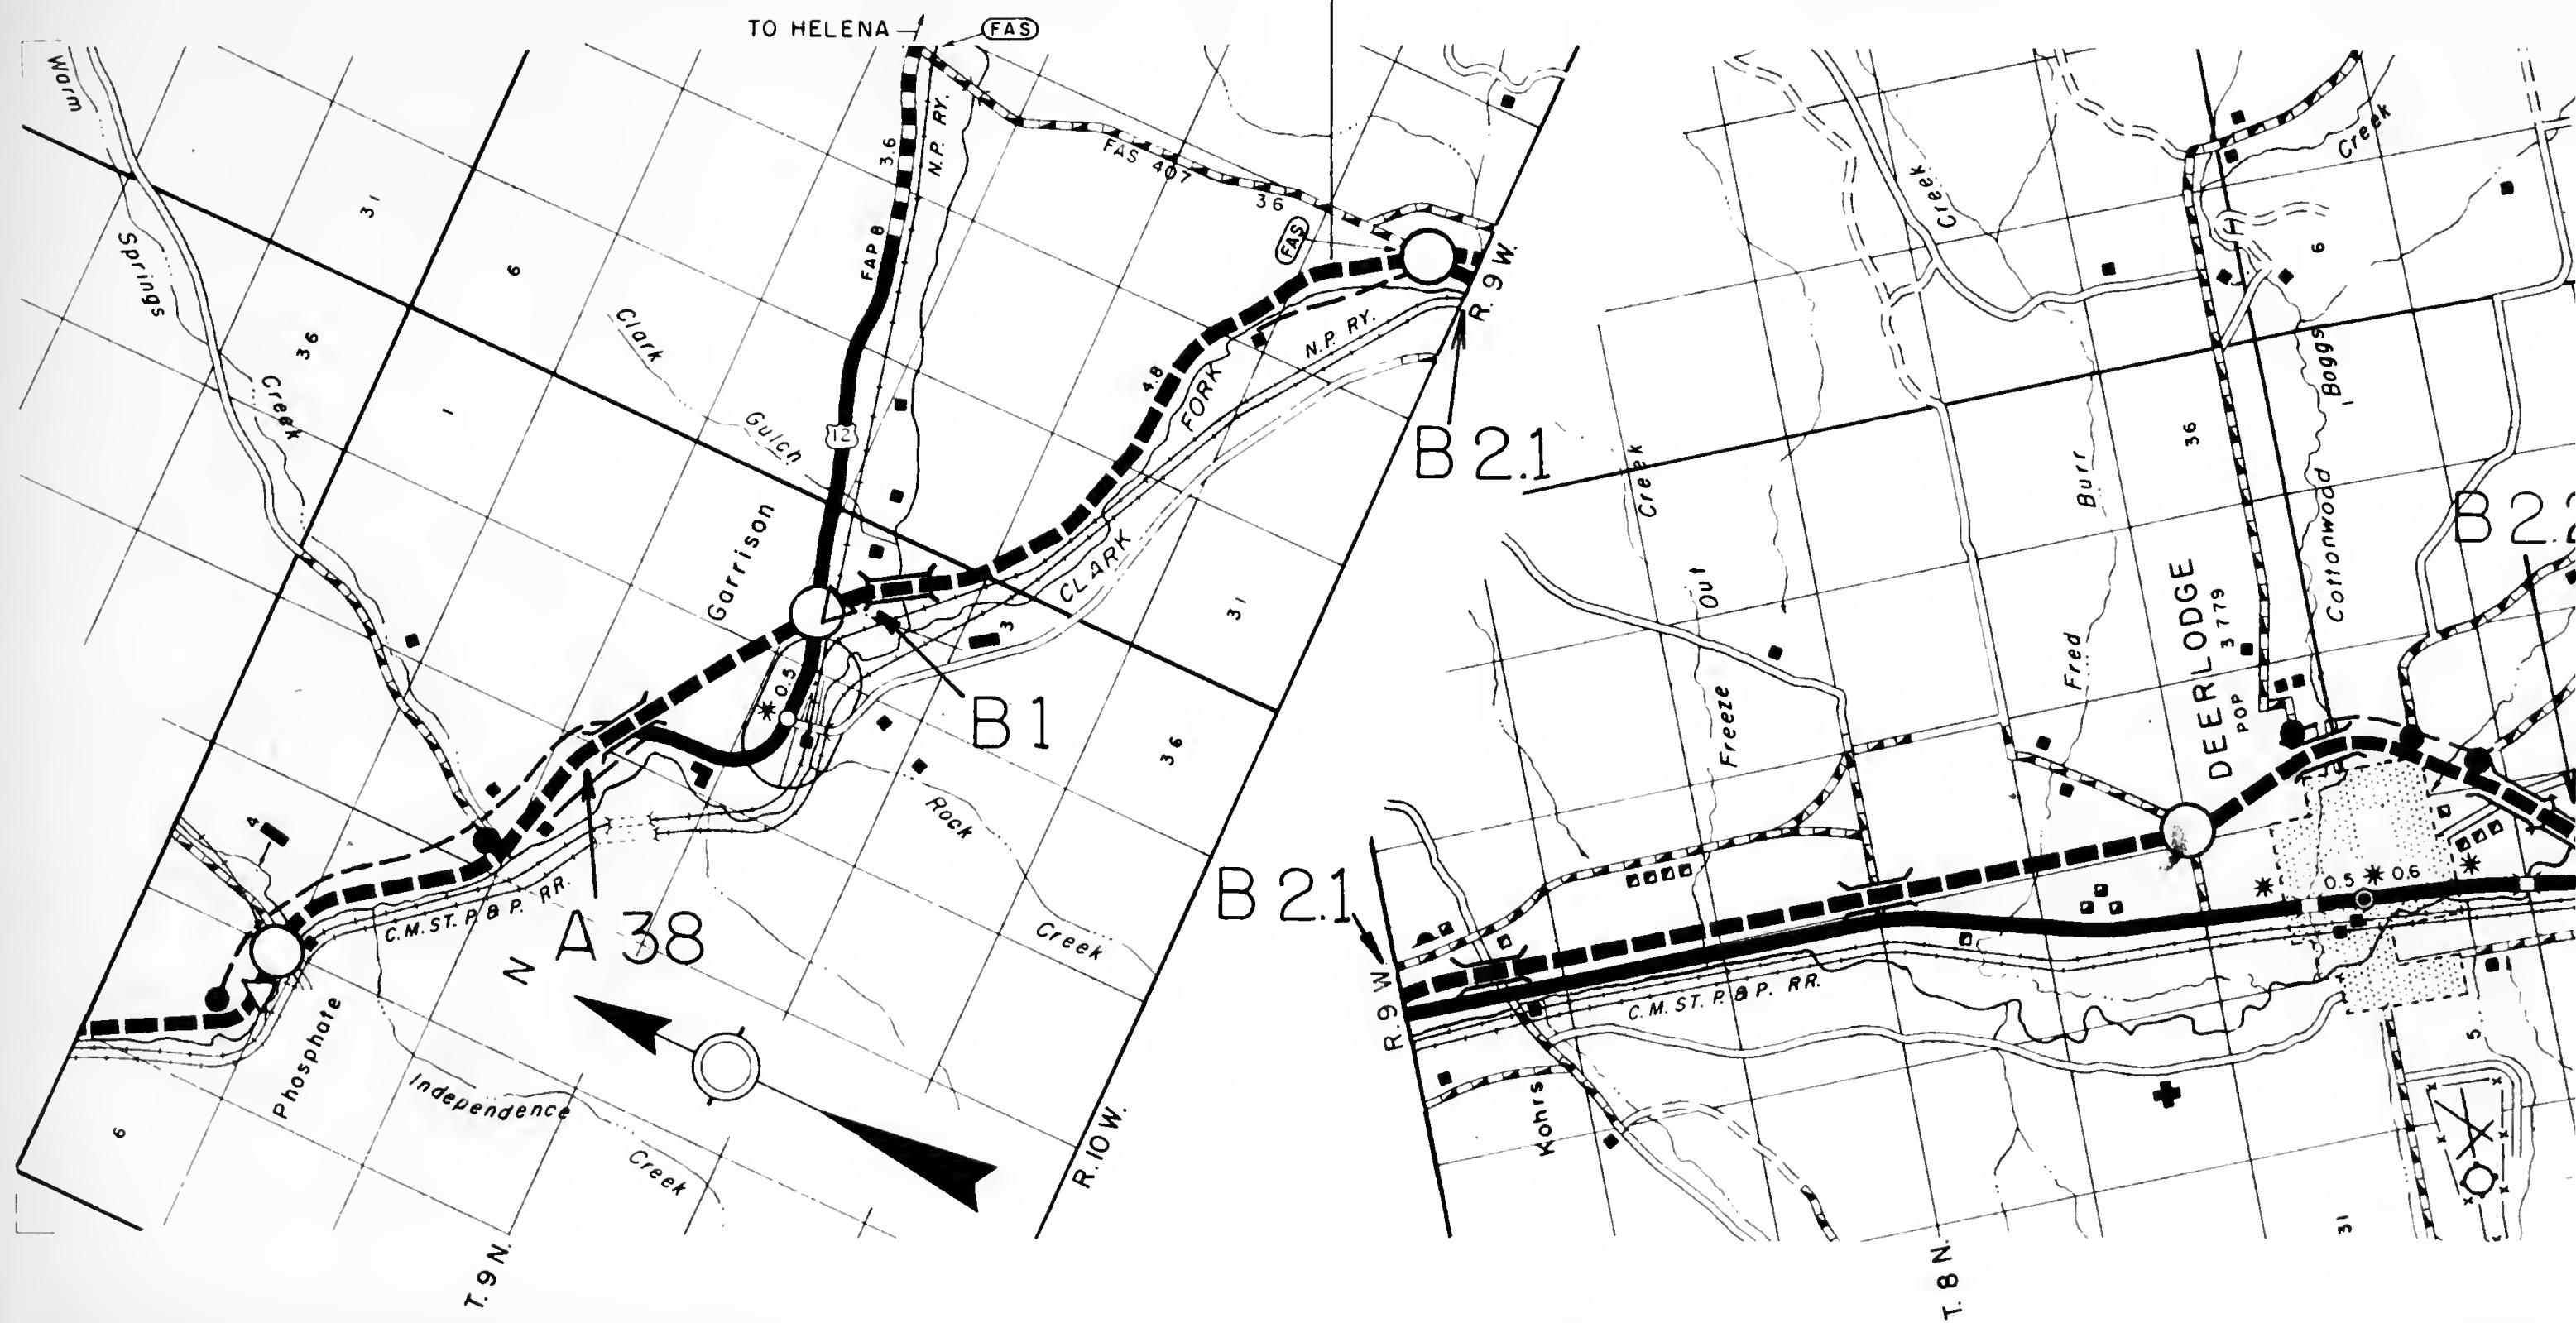 TO HELENA
FAS
Warm
Springs
Creek
31
36
6
1
Clark
Gulch
3.6
N.P. RY.
FAP 8
12
FAS 407
3 6
FAS
R. 9 W.
4.8
FORK
N.P. RY.
CLARK
B 2.1
Garrison
3
31
36
0.5
B 1
Rock
Creek
4
C.M. ST. P. & P. RR.
A 38
N
Phosphate
Independence
Creek
6
R. 10 W.
T. 9 N.
Creek
Creek
6
Boggs
36
Creek
Burr
Cottonwood
B 2.2
Out
Freeze
Fred
DEER LODGE
POP 3779
B 2.1
0.5
0.6
R. 9 W.
C. M. ST. P. & P. RR.
Kohrs
5
31
T. 8 N.